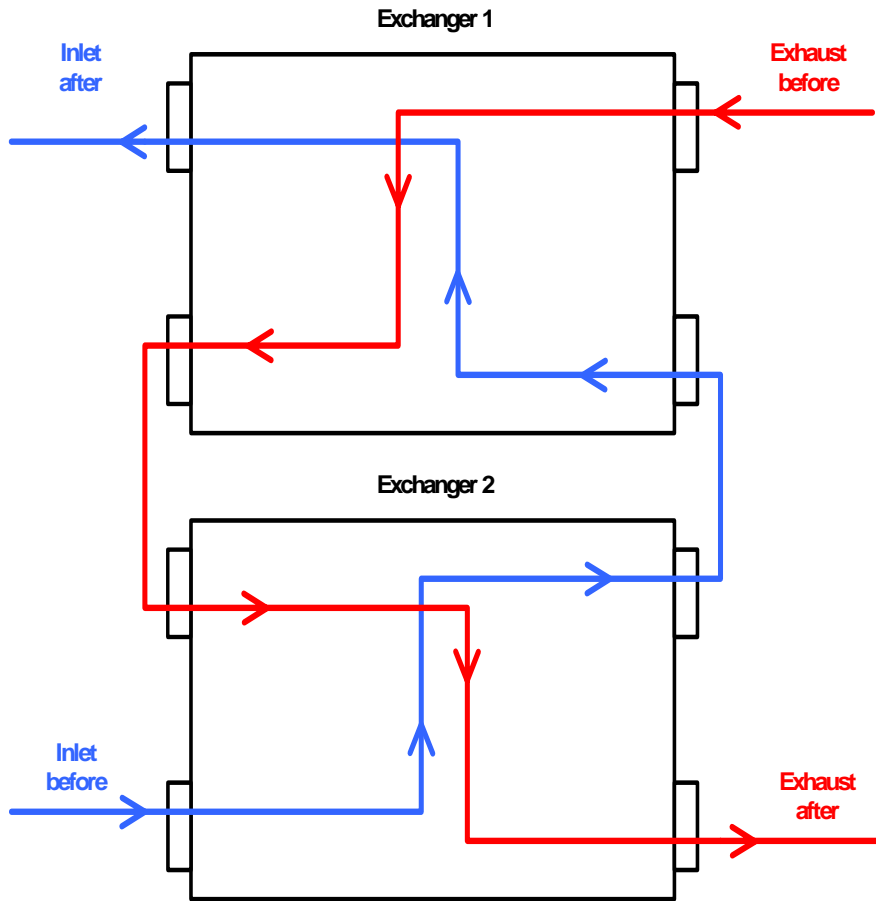 Exchanger 1
Inlet
after
Exhaust
before
Exchanger 2
Inlet
before
Exhaust
after